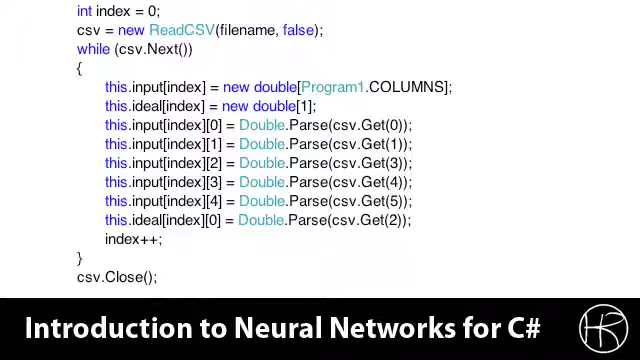 int index = 0;
csv = new ReadCSV(filename, false);
while (csv.Next())
{
this.input[index] = new double[Program1.COLUMNS];
this.ideal[index] = new double[1];
this.input[index][0] = Double.Parse(csv.Get(0));
this.input[index][1] = Double.Parse(csv.Get(1));
this.input[index][2] = Double.Parse(csv.Get(3));
this.input[index][3] = Double.Parse(csv.Get(4));
this.input[index][4] = Double.Parse(csv.Get(5));
this.ideal[index][0] = Double.Parse(csv.Get(2));
index++;
}
csv.Close();
Introduction to Neural Networks for C#